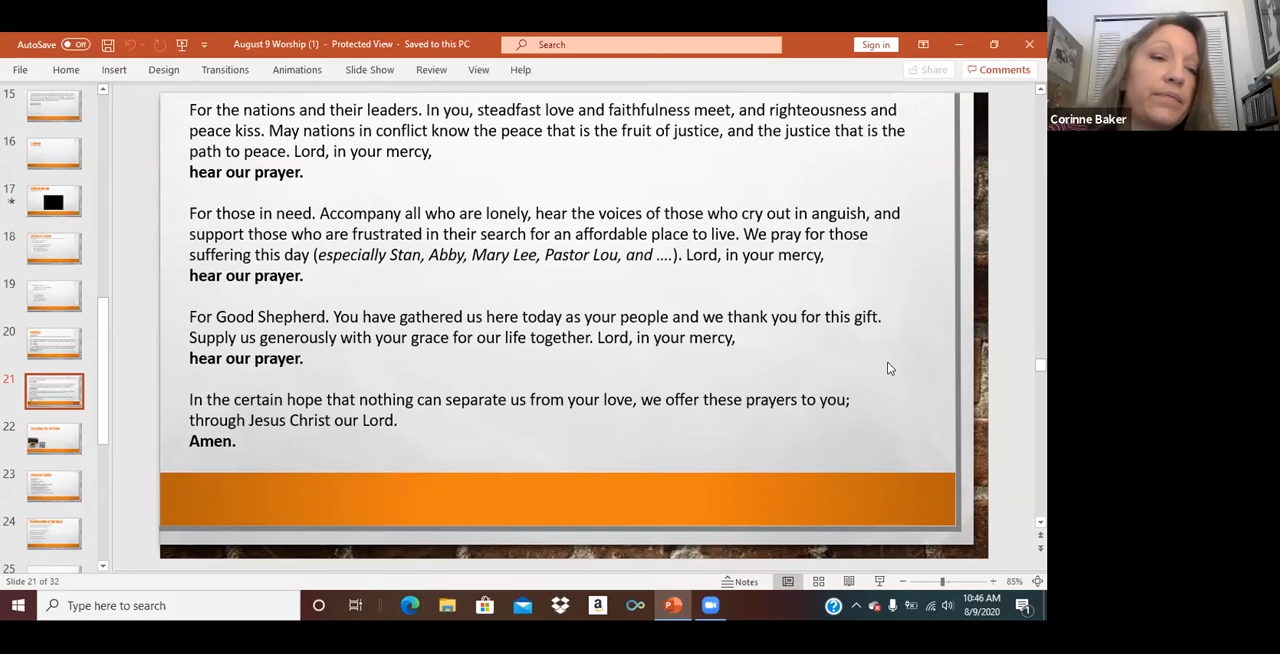 AutoSave Off
August 9 Worship (1) - Protected View - Saved to this PC
Search
Sign in
File Home Insert Design Transitions Animations Slide Show Review View Help
Share Comments
Corinne Baker
15
16
17
18
19
20
21
22
23
24
25
For the nations and their leaders. In you, steadfast love and faithfulness meet, and righteousness and
peace kiss. May nations in conflict know the peace that is the fruit of justice, and the justice that is the
path to peace. Lord, in your mercy,
hear our prayer.
For those in need. Accompany all who are lonely, hear the voices of those who cry out in anguish, and
support those who are frustrated in their search for an affordable place to live. We pray for those
suffering this day (especially Stan, Abby, Mary Lee, Pastor Lou, and ....). Lord, in your mercy,
hear our prayer.
For Good Shepherd. You have gathered us here today as your people and we thank you for this gift.
Supply us generously with your grace for our life together. Lord, in your mercy,
hear our prayer.
In the certain hope that nothing can separate us from your love, we offer these prayers to you;
through Jesus Christ our Lord.
Amen.
Slide 21 of 32
Notes
85%
Type here to search
10:46 AM
8/9/2020